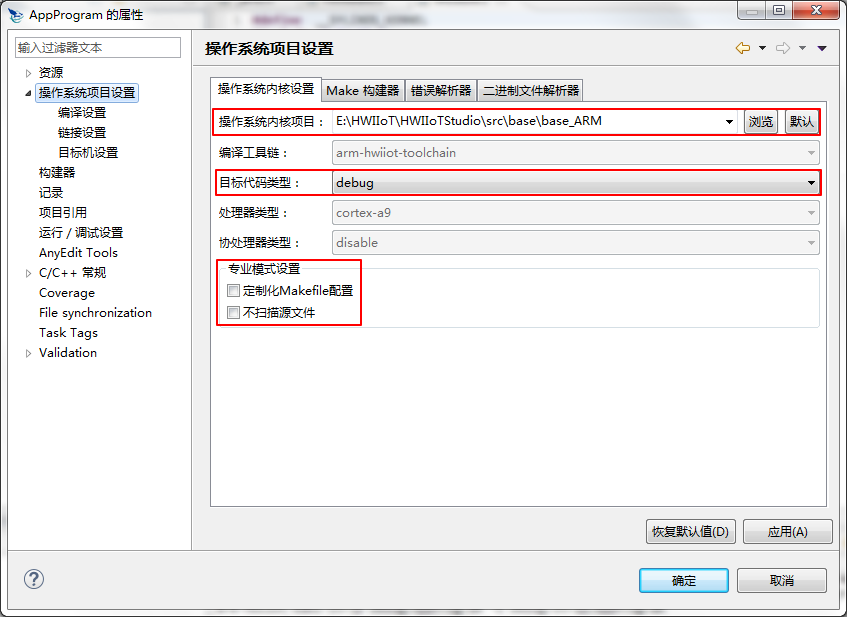 AppProgram 的属性
输入过滤器文本
资源
操作系统项目设置
编译设置
链接设置
目标机设置
构建器
记录
项目引用
运行 / 调试设置
AnyEdit Tools
C/C++ 常规
Coverage
File synchronization
Task Tags
Validation
操作系统项目设置
操作系统内核设置 Make 构建器 错误解析器 二进制文件解析器
操作系统内核项目： E:\HWIIoT\HWIIoTStudio\src\base\base_ARM 浏览 默认
编译工具链： arm-hwiiot-toolchain
目标代码类型： debug
处理器类型： cortex-a9
协处理器类型： disable
专业模式设置
定制化Makefile配置
不扫描源文件
恢复默认值(D) 应用(A)
? 确定 取消